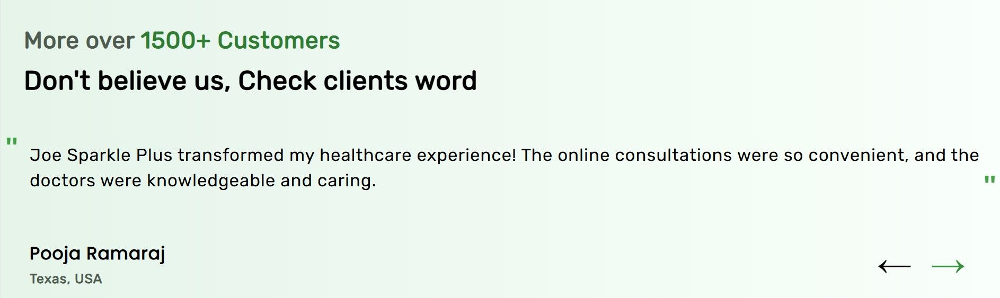 More over 1500+ Customers
Don't believe us, Check clients word
"
Joe Sparkle Plus transformed my healthcare experience! The online consultations were so convenient, and the
doctors were knowledgeable and caring.
"
Pooja Ramaraj
Texas, USA